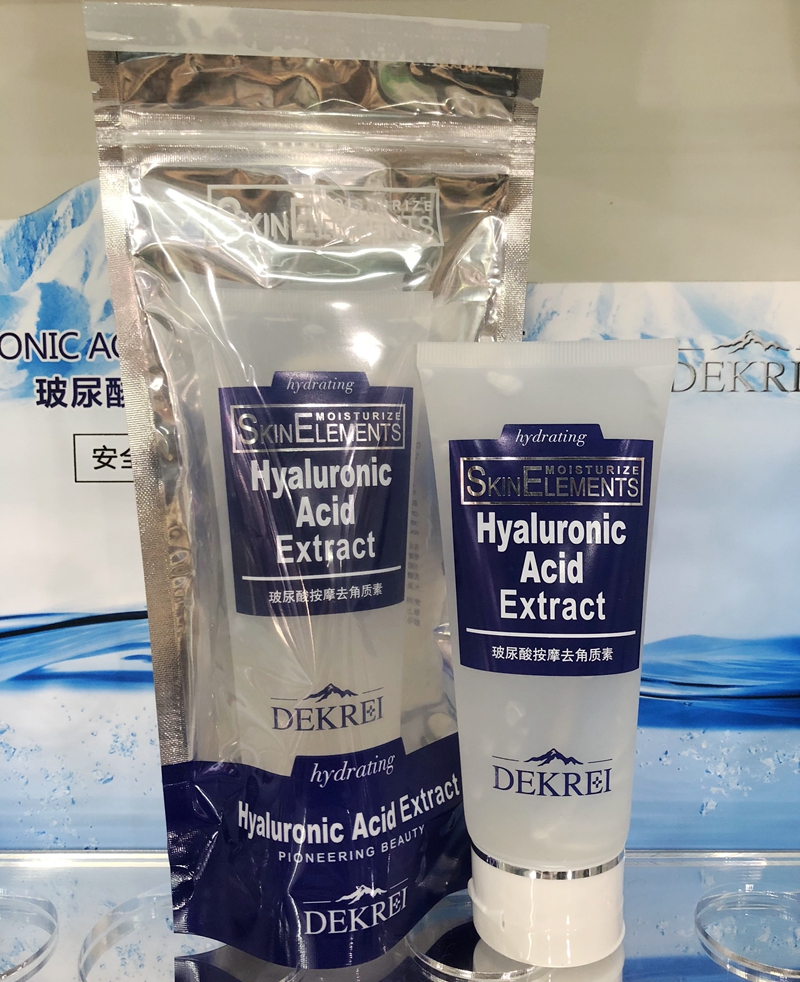 MOISTURIZE
SKINELEMENTS
hydrating
MOISTURIZE
SKINELEMENTS
Hyaluronic
Acid
Extract
玻尿酸按摩去角质素
DEKREI
hydrating
Hyaluronic Acid Extract
PIONEERING BEAUTY
DEKREI
hydrating
MOISTURIZE
SKINELEMENTS
Hyaluronic
Acid
Extract
玻尿酸按摩去角质素
DEKREI
ONIC AC
玻尿酸
安全
DEKRE